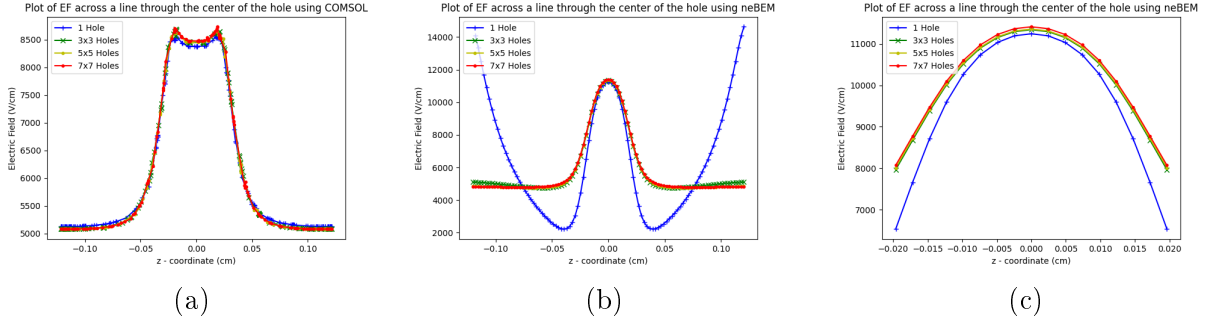 Plot of EF across a line through the center of the hole using COMSOL
1 Hole
3x3 Holes
5x5 Holes
7x7 Holes
Electric Field (V/cm)
8500
8000
7500
7000
6500
6000
5500
5000
−0.10
−0.05
0.00
0.05
0.10
z - coordinate (cm)
(a)
Plot of EF across a line through the center of the hole using neBEM
1 Hole
3x3 Holes
5x5 Holes
7x7 Holes
Electric Field (V/cm)
14000
12000
10000
8000
6000
4000
2000
−0.10
−0.05
0.00
0.05
0.10
z - coordinate (cm)
(b)
Plot of EF across a line through the center of the hole using neBEM
1 Hole
3x3 Holes
5x5 Holes
7x7 Holes
Electric Field (V/cm)
11000
10000
9000
8000
7000
−0.020
−0.015
−0.010
−0.005
0.000
0.005
0.010
0.015
0.020
z - coordinate (cm)
(c)